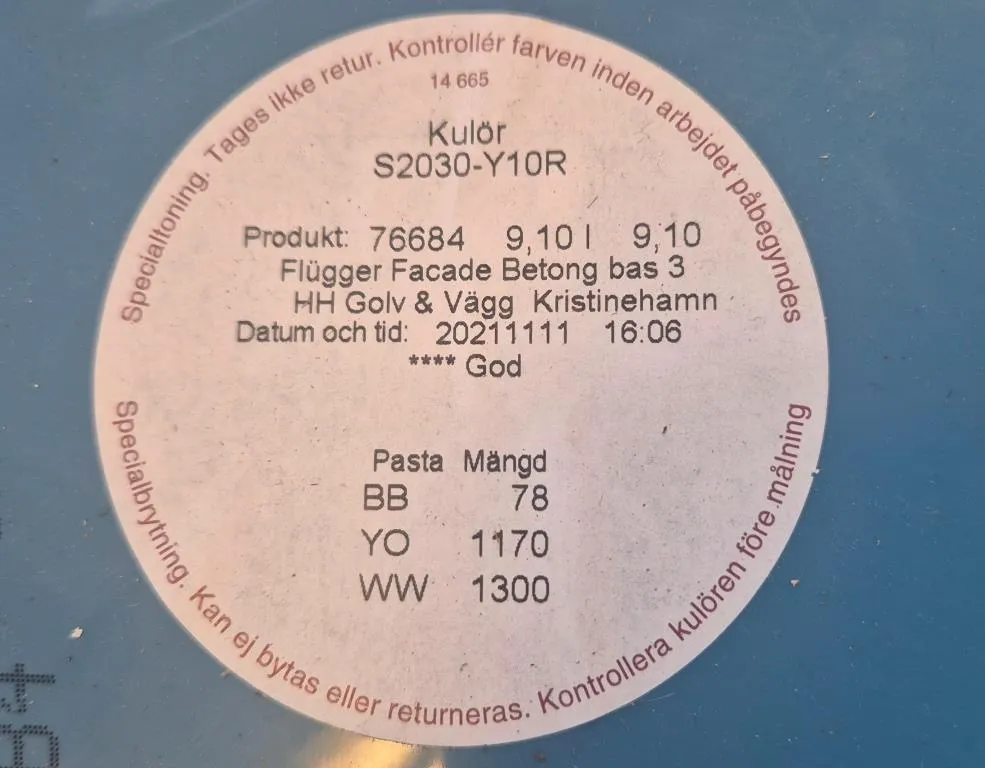 Specialtoning. Tages ikke retur. Kontrollér farven inden arbejdet påbegyndes
14 665
Kulör
S2030-Y10R
Produkt: 76684 9,10 l 9,10
Flügger Facade Betong bas 3
HH Golv & Vägg Kristinehamn
Datum och tid: 20211111 16:06
**** God
Pasta Mängd
BB 78
YO 1170
WW 1300
Specialbrytning. Kan ej bytas eller returneras. Kontrollera kulören före målning